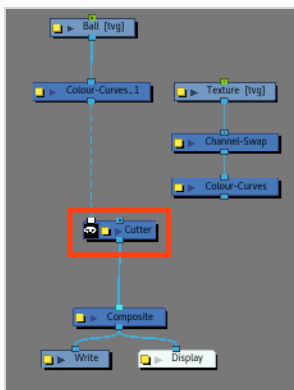 Ball [tvg]
Colour-Curves_1
Texture [tvg]
Channel-Swap
Colour-Curves
Cutter
Composite
Write
Display